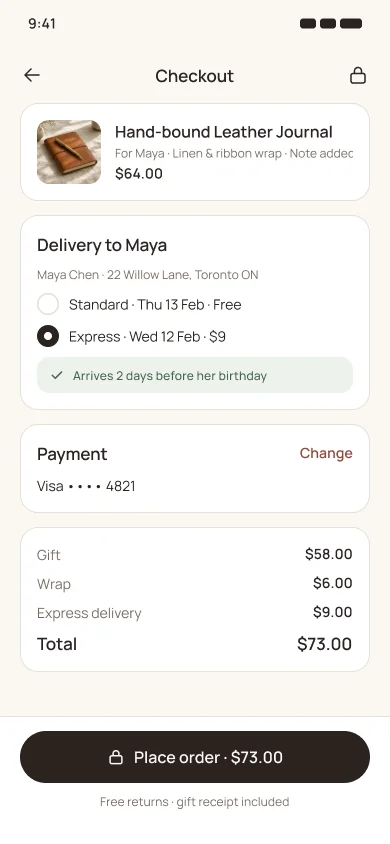 9:41
Checkout
Hand-bound Leather Journal
For Maya · Linen & ribbon wrap · Note added
$64.00
Delivery to Maya
Maya Chen · 22 Willow Lane, Toronto ON
Standard · Thu 13 Feb · Free
Express · Wed 12 Feb · $9
Arrives 2 days before her birthday
Payment
Change
Visa •••• 4821
Gift $58.00
Wrap $6.00
Express delivery $9.00
Total $73.00
Place order · $73.00
Free returns · gift receipt included